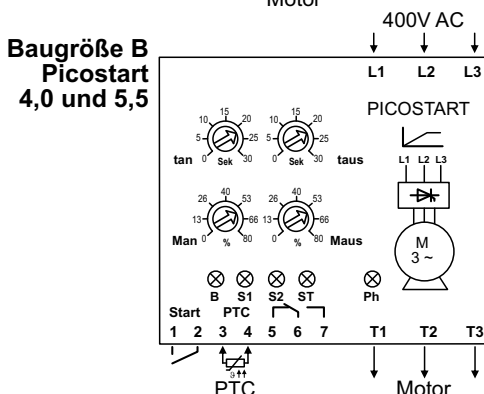 Motor
400V AC
Baugröße B
Picostart
4,0 und 5,5
L1 L2 L3
PICOSTART
15 15
10 20 10 20
5 25 5 25
0 Sek 30 0 Sek 30
tan taus
L1 L2 L3
40 40
26 53 26 53
13 66 13 66
0 % 80 0 % 80
Man Maus
M
3 ~
B S1 S2 ST Ph
Start PTC
1 2 3 4 5 6 7 T1 T2 T3
PTC Motor